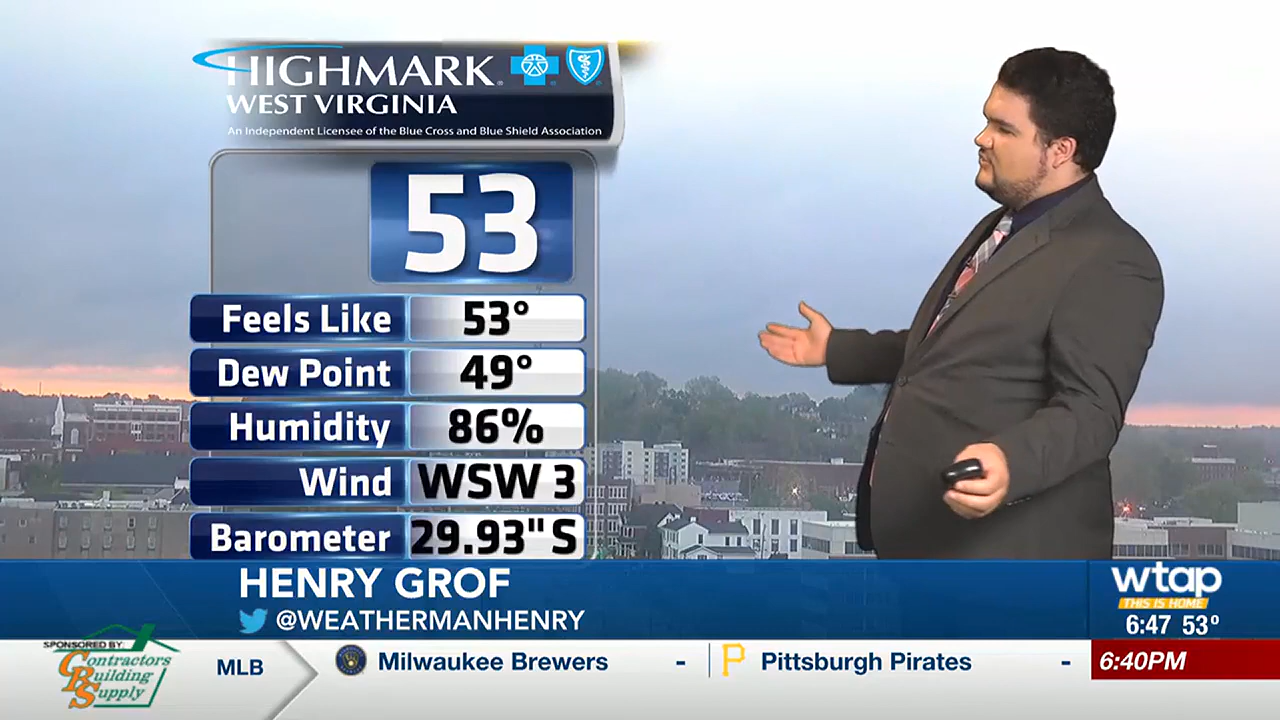 HIGHMARK®
WEST VIRGINIA
An Independent Licensee of the Blue Cross and Blue Shield Association
53
Feels Like 53°
Dew Point 49°
Humidity 86%
Wind WSW 3
Barometer 29.93" S
HENRY GROF
@WEATHERMANHENRY
wtap
THIS IS HOME
6:47 53°
SPONSORED BY:
Contractors
Building
Supply
MLB Milwaukee Brewers - P Pittsburgh Pirates - 6:40PM